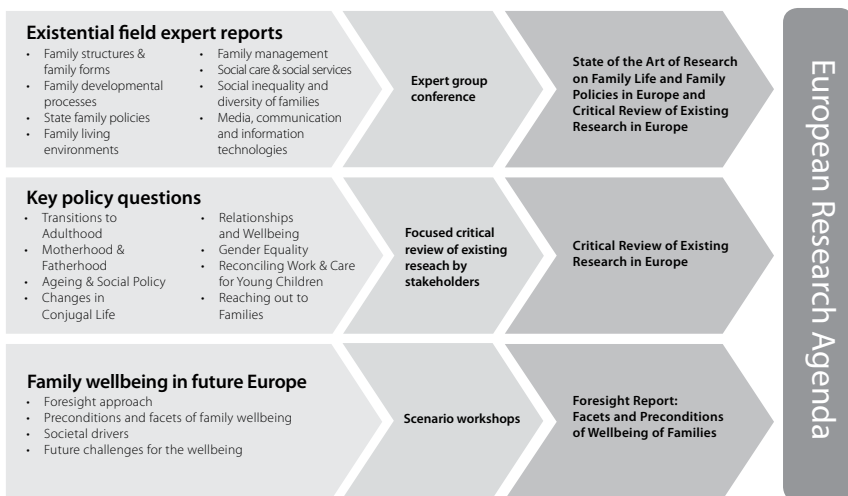 Existential field expert reports
• Family structures &
family forms
• Family developmental
processes
• State family policies
• Family living
environments
• Family management
• Social care & social services
• Social inequality and
diversity of families
• Media, communication
and information
technologies
Expert group
conference
State of the Art of Research
on Family Life and Family
Policies in Europe and
Critical Review of Existing
Research in Europe
Key policy questions
• Transitions to
Adulthood
• Motherhood &
Fatherhood
• Ageing & Social Policy
• Changes in
Conjugal Life
• Relationships
and Wellbeing
• Gender Equality
• Reconciling Work & Care
for Young Children
• Reaching out to
Families
Focused critical
review of existing
reseach by
stakeholders
Critical Review of Existing
Research in Europe
Family wellbeing in future Europe
• Foresight approach
• Preconditions and facets of family wellbeing
• Societal drivers
• Future challenges for the wellbeing
Scenario workshops
Foresight Report:
Facets and Preconditions
of Wellbeing of Families
European Research Agenda